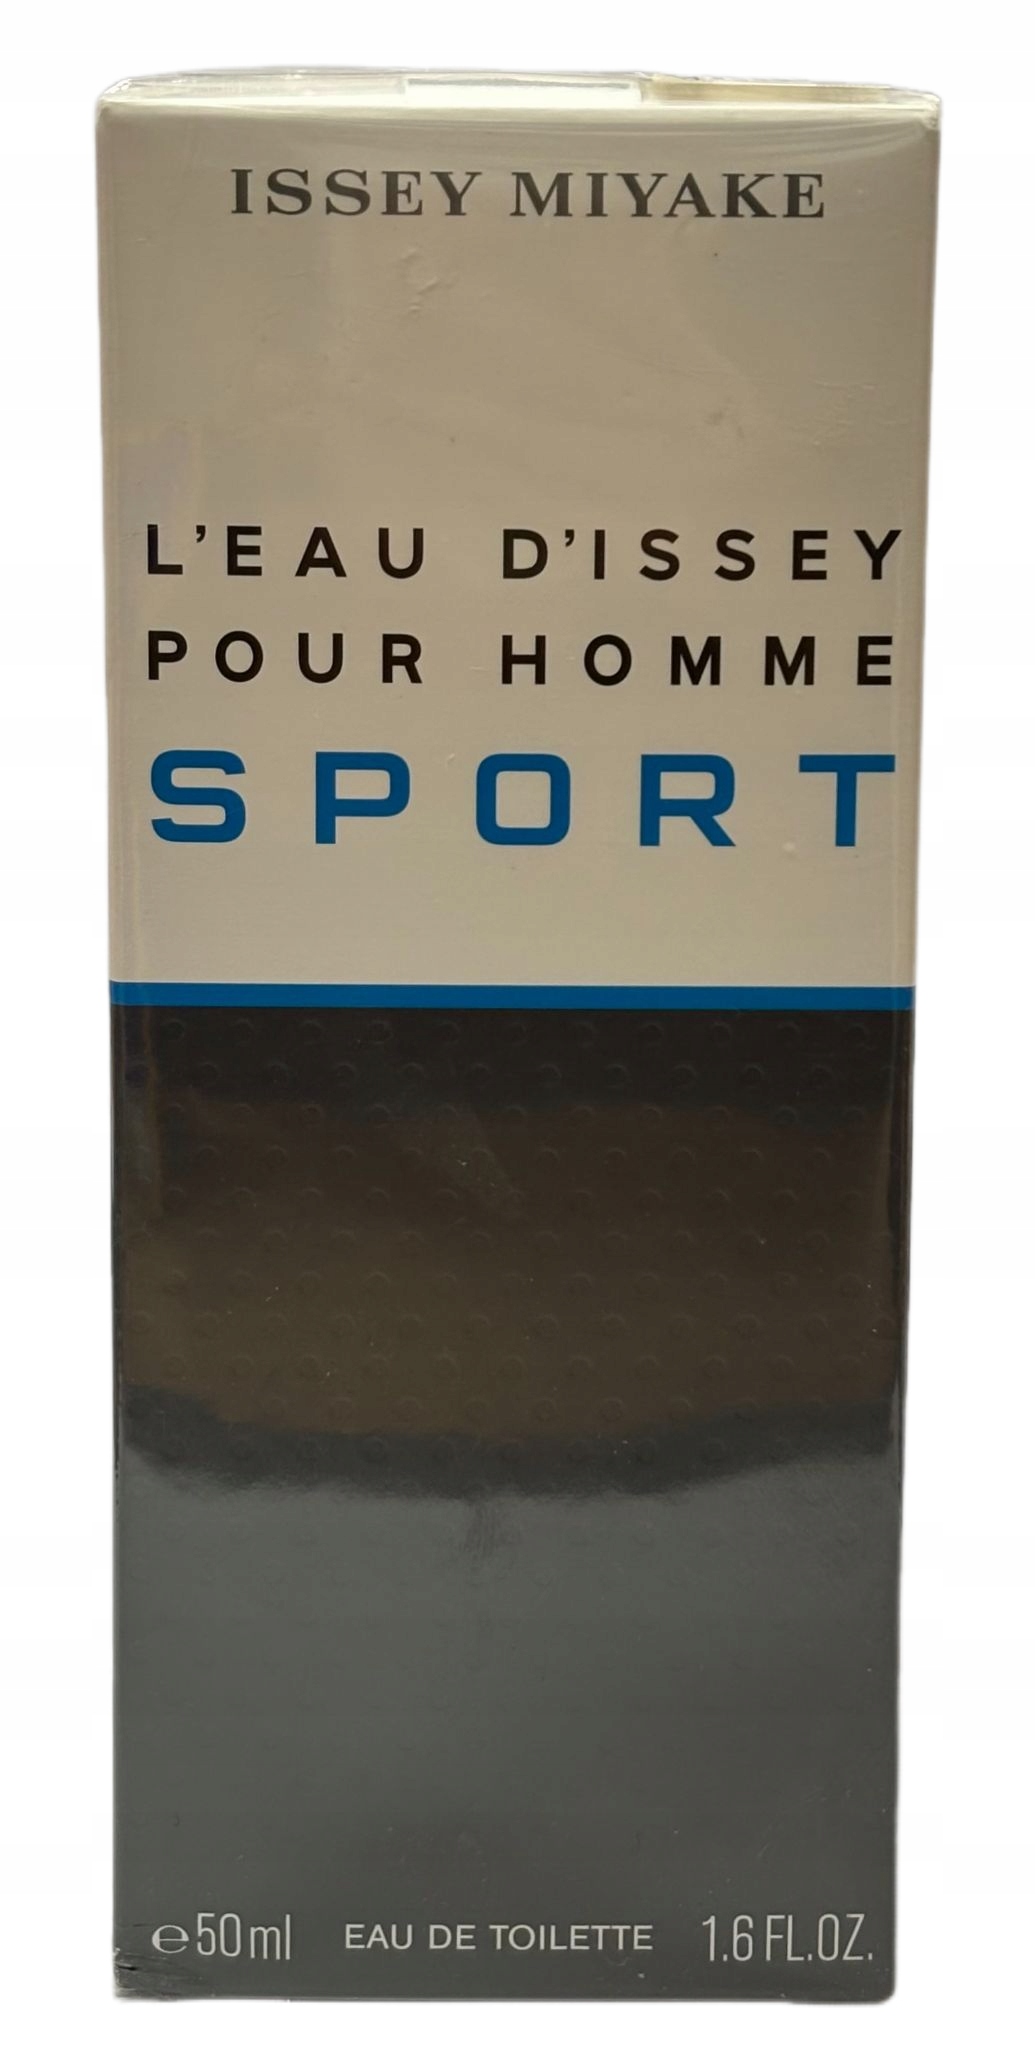 ISSEY MIYAKE
L'EAU D'ISSEY
POUR HOMME
SPORT
℮50ml EAU DE TOILETTE 1.6 FL.OZ.